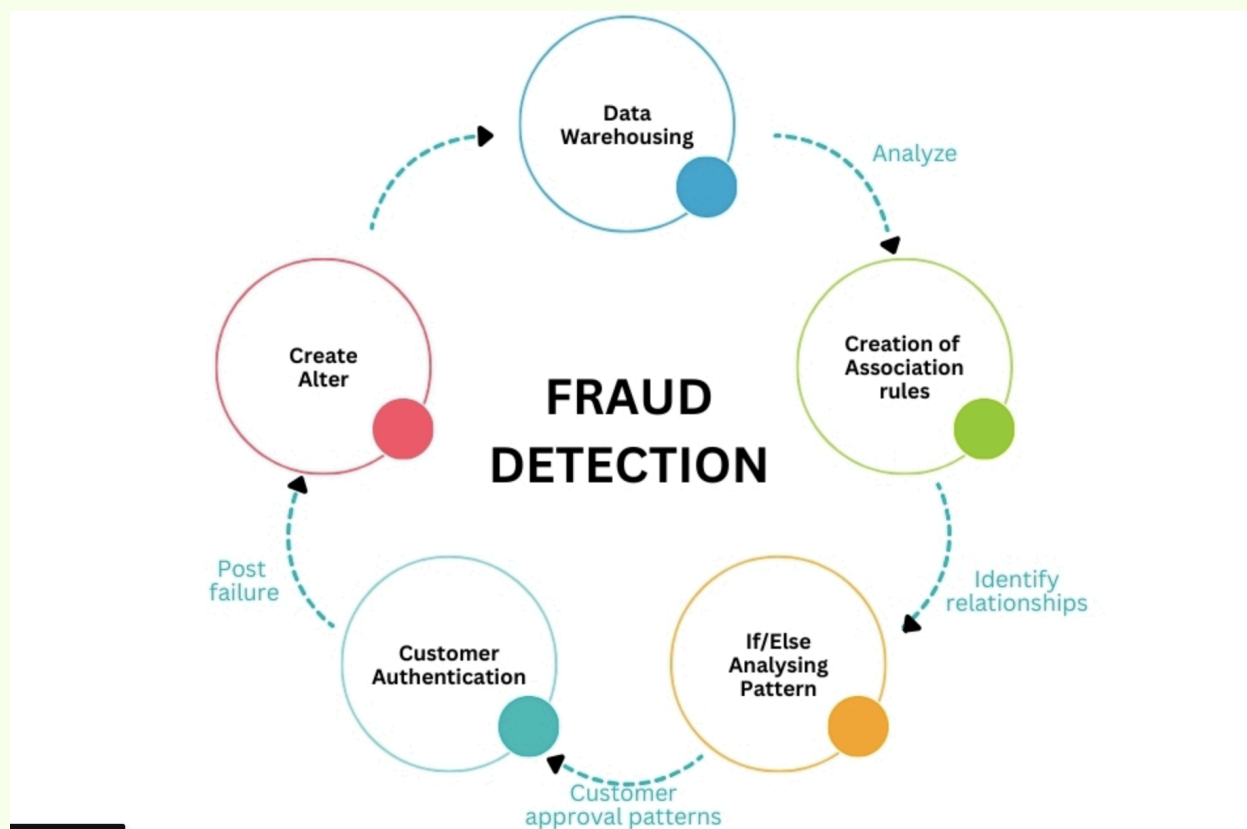 Data
Warehousing
Analyze
Creation of
Association
rules
Identify
relationships
If/Else
Analysing
Pattern
Customer
approval patterns
Customer
Authentication
Post
failure
Create
Alter
FRAUD
DETECTION